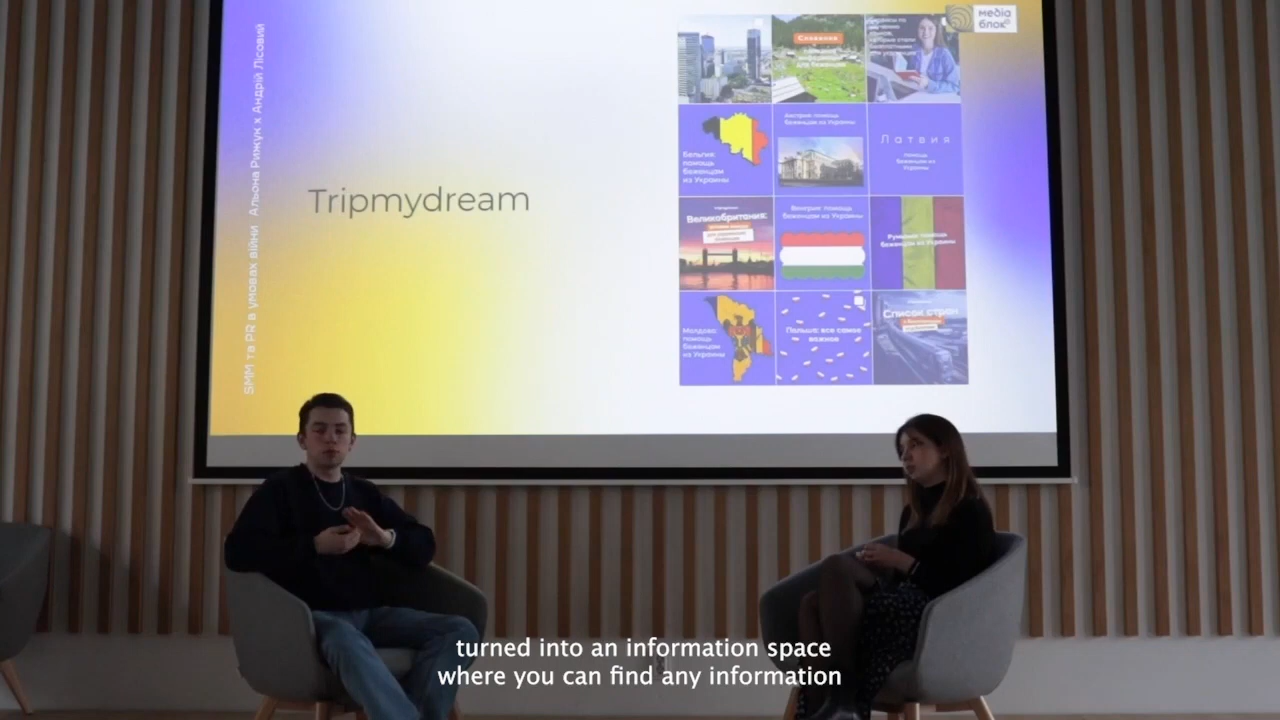 SMM та PR в умовах війни Альона Рижук х Андрій Лісовий
Tripmydream
медіа
блок
Словения
для беженцев
Бельгия:
помощь
беженцам
из Украины
Австрия: помощь
беженцам из Украины
Латвия
помощь
беженцам из
Украины
Великобритания:
Венгрия: помощь
беженцам из Украины
Румыния: помощь
беженцам из Украины
Молдова:
помощь
беженцам
из Украины
Польша: все самое
важное
Список стран
turned into an information space
where you can find any information